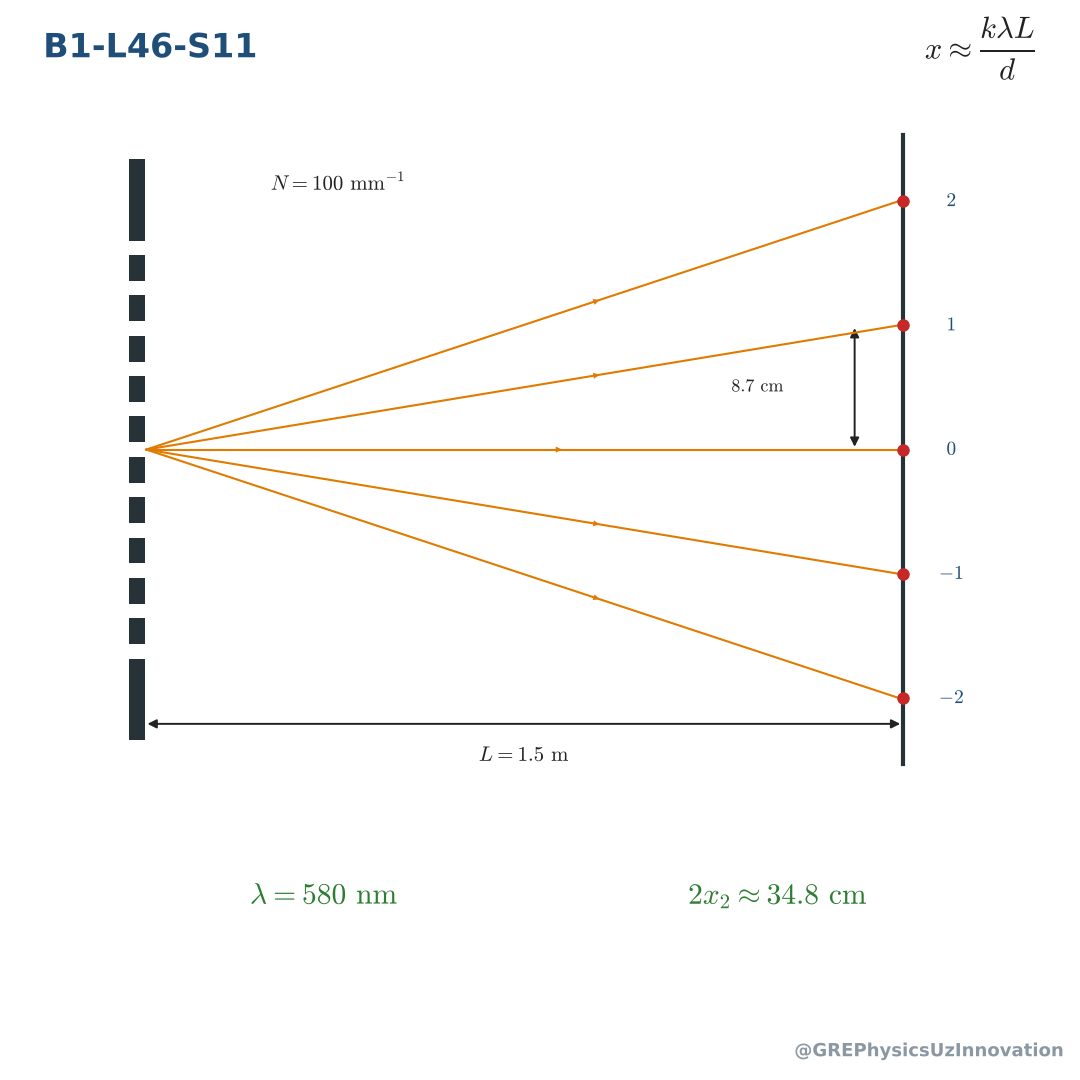 B1-L46-S11
x ≈ kλL/d
N = 100 mm⁻¹
2
1
8.7 cm
0
−1
−2
L = 1.5 m
λ = 580 nm
2x₂ ≈ 34.8 cm
@GREPhysicsUzInnovation